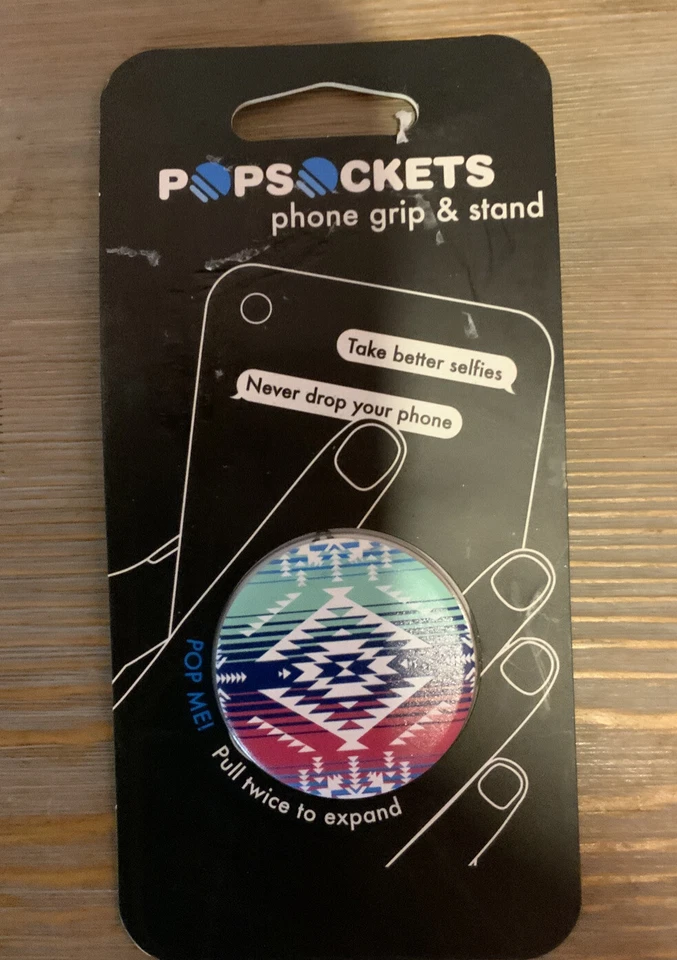 POPSOCKETS
phone grip & stand
Take better selfies
Never drop your phone
POP ME!
Pull twice to expand